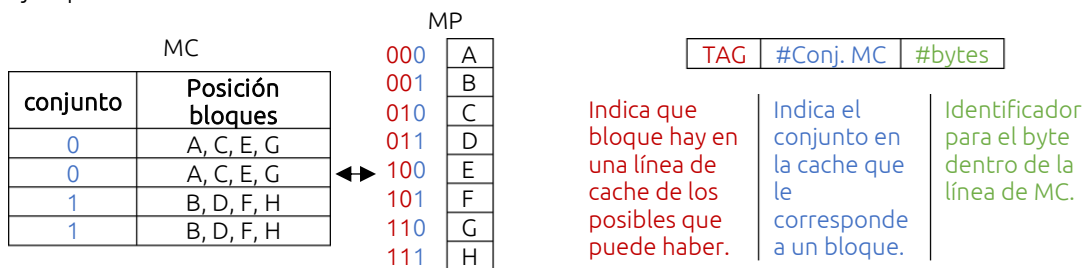 MC
conjunto Posición bloques
0 A, C, E, G
0 A, C, E, G
1 B, D, F, H
1 B, D, F, H
MP
000 A
001 B
010 C
011 D
100 E
101 F
110 G
111 H
TAG #Conj. MC #bytes
Indica que
bloque hay en
una línea de
cache de los
posibles que
puede haber.
Indica el
conjunto en
la cache que
le
corresponde
a un bloque.
Identificador
para el byte
dentro de la
línea de MC.